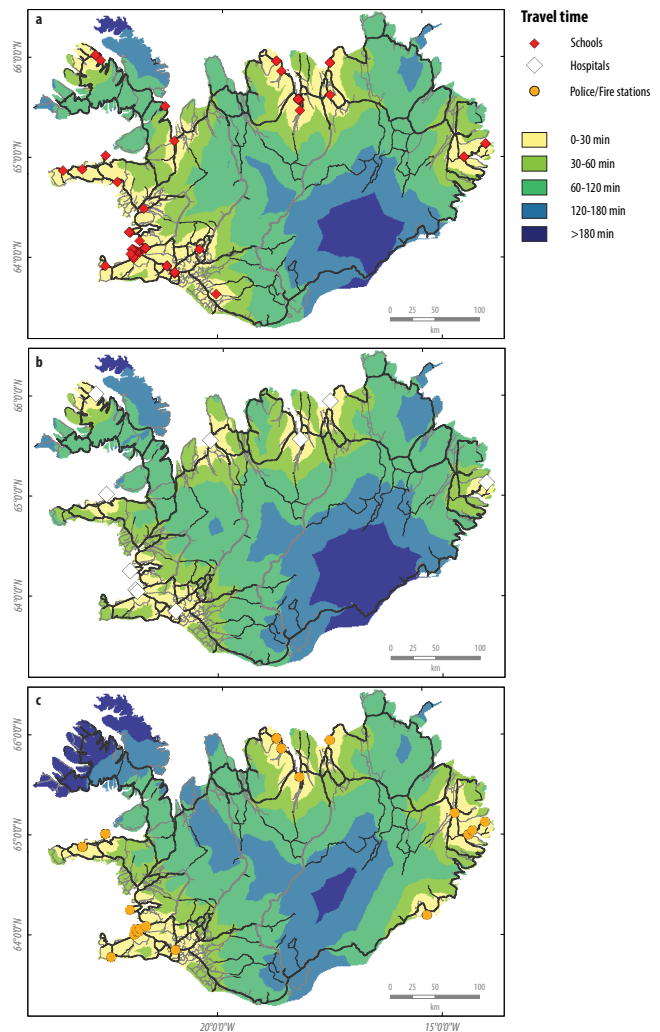 Travel time
Schools
Hospitals
Police/Fire stations
0-30 min
30-60 min
60-120 min
120-180 min
>180 min
a
66°0'0"N
65°0'0"N
64°0'0"N
0 50 100
km
b
66°0'0"N
65°0'0"N
64°0'0"N
0 50 100
km
c
66°0'0"N
65°0'0"N
64°0'0"N
0 50 100
km
20°0'0"W 15°0'0"W